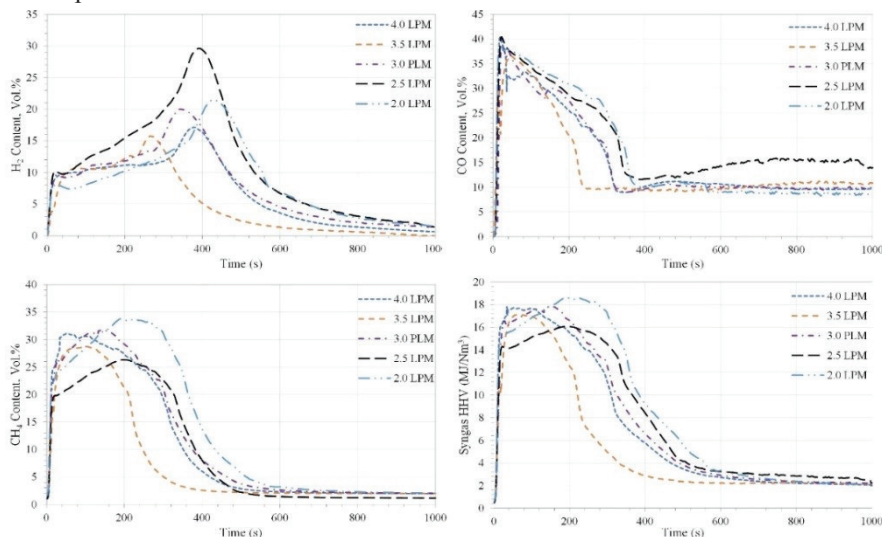 35
30
25
20
15
10
5
0
H2 Content, Vol.%
4.0 LPM
3.5 LPM
3.0 PLM
2.5 LPM
2.0 LPM
0 200 400 600 800 1000
Time (s)
45
40
35
30
25
20
15
10
5
0
CO Content, Vol.%
4.0 LPM
3.5 LPM
3.0 PLM
2.5 LPM
2.0 LPM
0 200 400 600 800 1000
Time (s)
40
35
30
25
20
15
10
5
0
CH4 Content, Vol.%
4.0 LPM
3.5 LPM
3.0 PLM
2.5 LPM
2.0 LPM
0 200 400 600 800 1000
Time (s)
20
18
16
14
12
10
8
6
4
2
0
Syngas HHV (MJ/Nm³)
4.0 LPM
3.5 LPM
3.0 PLM
2.5 LPM
2.0 LPM
0 200 400 600 800 1000
Time (s)